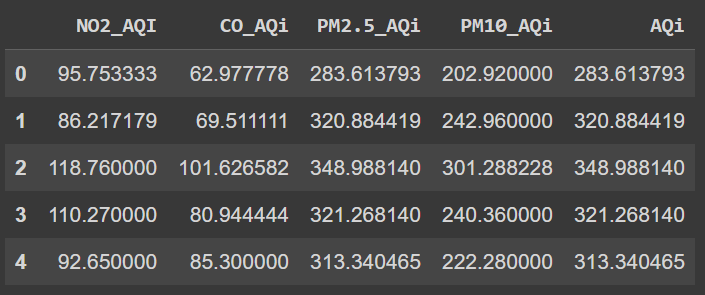 NO2_AQI CO_AQi PM2.5_AQi PM10_AQi AQi
0 95.753333 62.977778 283.613793 202.920000 283.613793
1 86.217179 69.511111 320.884419 242.960000 320.884419
2 118.760000 101.626582 348.988140 301.288228 348.988140
3 110.270000 80.944444 321.268140 240.360000 321.268140
4 92.650000 85.300000 313.340465 222.280000 313.340465